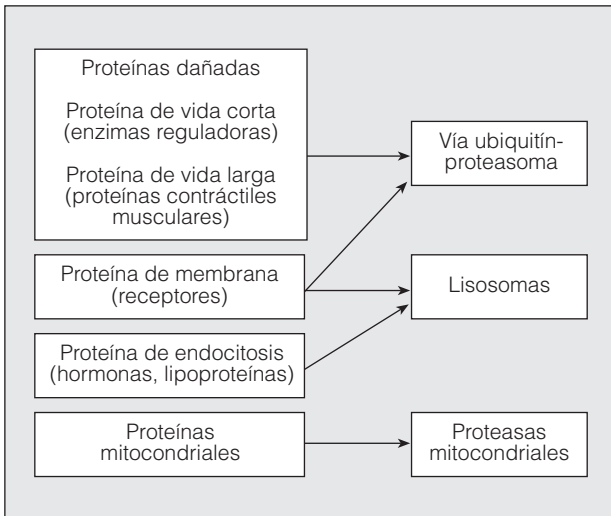 Proteínas dañadas
Proteína de vida corta
(enzimas reguladoras)
Proteína de vida larga
(proteínas contráctiles
musculares)
Vía ubiquitín-
proteasoma
Proteína de membrana
(receptores)
Lisosomas
Proteína de endocitosis
(hormonas, lipoproteínas)
Proteínas
mitocondriales
Proteasas
mitocondriales